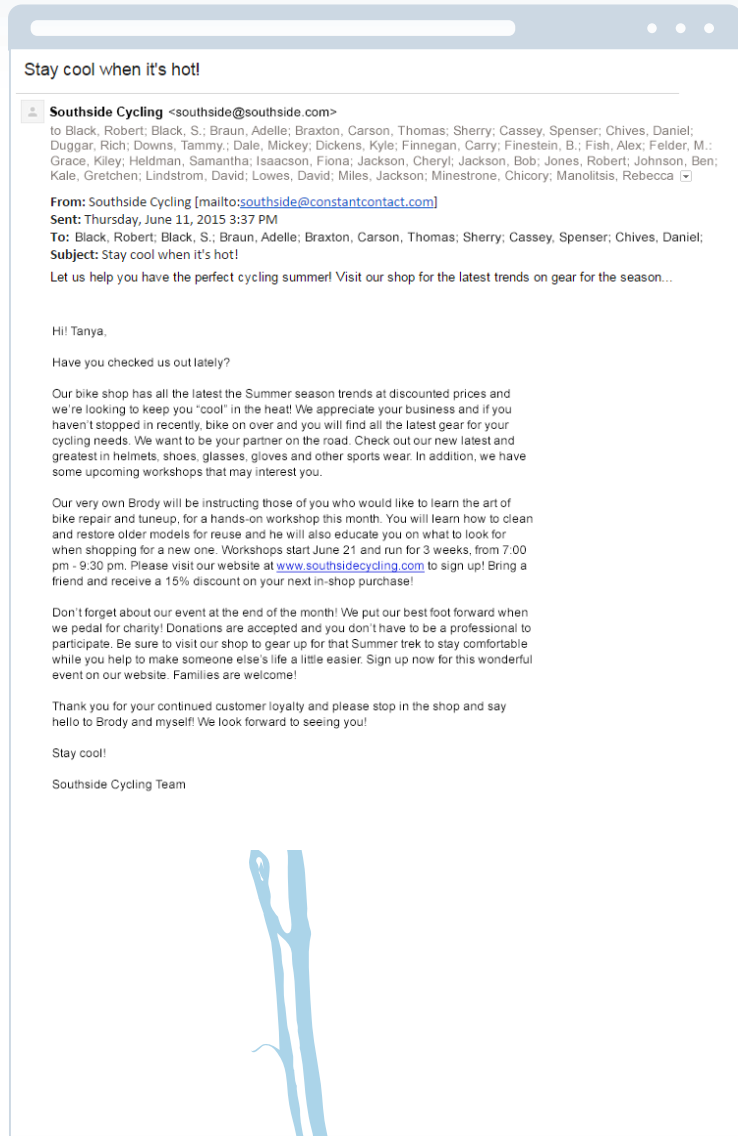 Stay cool when it's hot!
Southside Cycling <southside@southside.com>
to Black, Robert; Black, S.; Braun, Adelle; Braxton, Carson, Thomas; Sherry; Cassey, Spenser; Chives, Daniel;
Duggar, Rich; Downs, Tammy.; Dale, Mickey; Dickens, Kyle; Finnegan, Carry; Finestein, B.; Fish, Alex; Felder, M.:
Grace, Kiley; Heldman, Samantha; Isaacson, Fiona; Jackson, Cheryl; Jackson, Bob; Jones, Robert; Johnson, Ben;
Kale, Gretchen; Lindstrom, David; Lowes, David; Miles, Jackson; Minestrone, Chicory; Manolitsis, Rebecca
From: Southside Cycling [mailto:southside@constantcontact.com]
Sent: Thursday, June 11, 2015 3:37 PM
To: Black, Robert; Black, S.; Braun, Adelle; Braxton, Carson, Thomas; Sherry; Cassey, Spenser; Chives, Daniel;
Subject: Stay cool when it's hot!
Let us help you have the perfect cycling summer! Visit our shop for the latest trends on gear for the season...
Hi! Tanya,
Have you checked us out lately?
Our bike shop has all the latest the Summer season trends at discounted prices and
we're looking to keep you “cool” in the heat! We appreciate your business and if you
haven't stopped in recently, bike on over and you will find all the latest gear for your
cycling needs. We want to be your partner on the road. Check out our new latest and
greatest in helmets, shoes, glasses, gloves and other sports wear. In addition, we have
some upcoming workshops that may interest you.
Our very own Brody will be instructing those of you who would like to learn the art of
bike repair and tuneup, for a hands-on workshop this month. You will learn how to clean
and restore older models for reuse and he will also educate you on what to look for
when shopping for a new one. Workshops start June 21 and run for 3 weeks, from 7:00
pm - 9:30 pm. Please visit our website at www.southsidecycling.com to sign up! Bring a
friend and receive a 15% discount on your next in-shop purchase!
Don't forget about our event at the end of the month! We put our best foot forward when
we pedal for charity! Donations are accepted and you don't have to be a professional to
participate. Be sure to visit our shop to gear up for that Summer trek to stay comfortable
while you help to make someone else's life a little easier. Sign up now for this wonderful
event on our website. Families are welcome!
Thank you for your continued customer loyalty and please stop in the shop and say
hello to Brody and myself! We look forward to seeing you!
Stay cool!
Southside Cycling Team